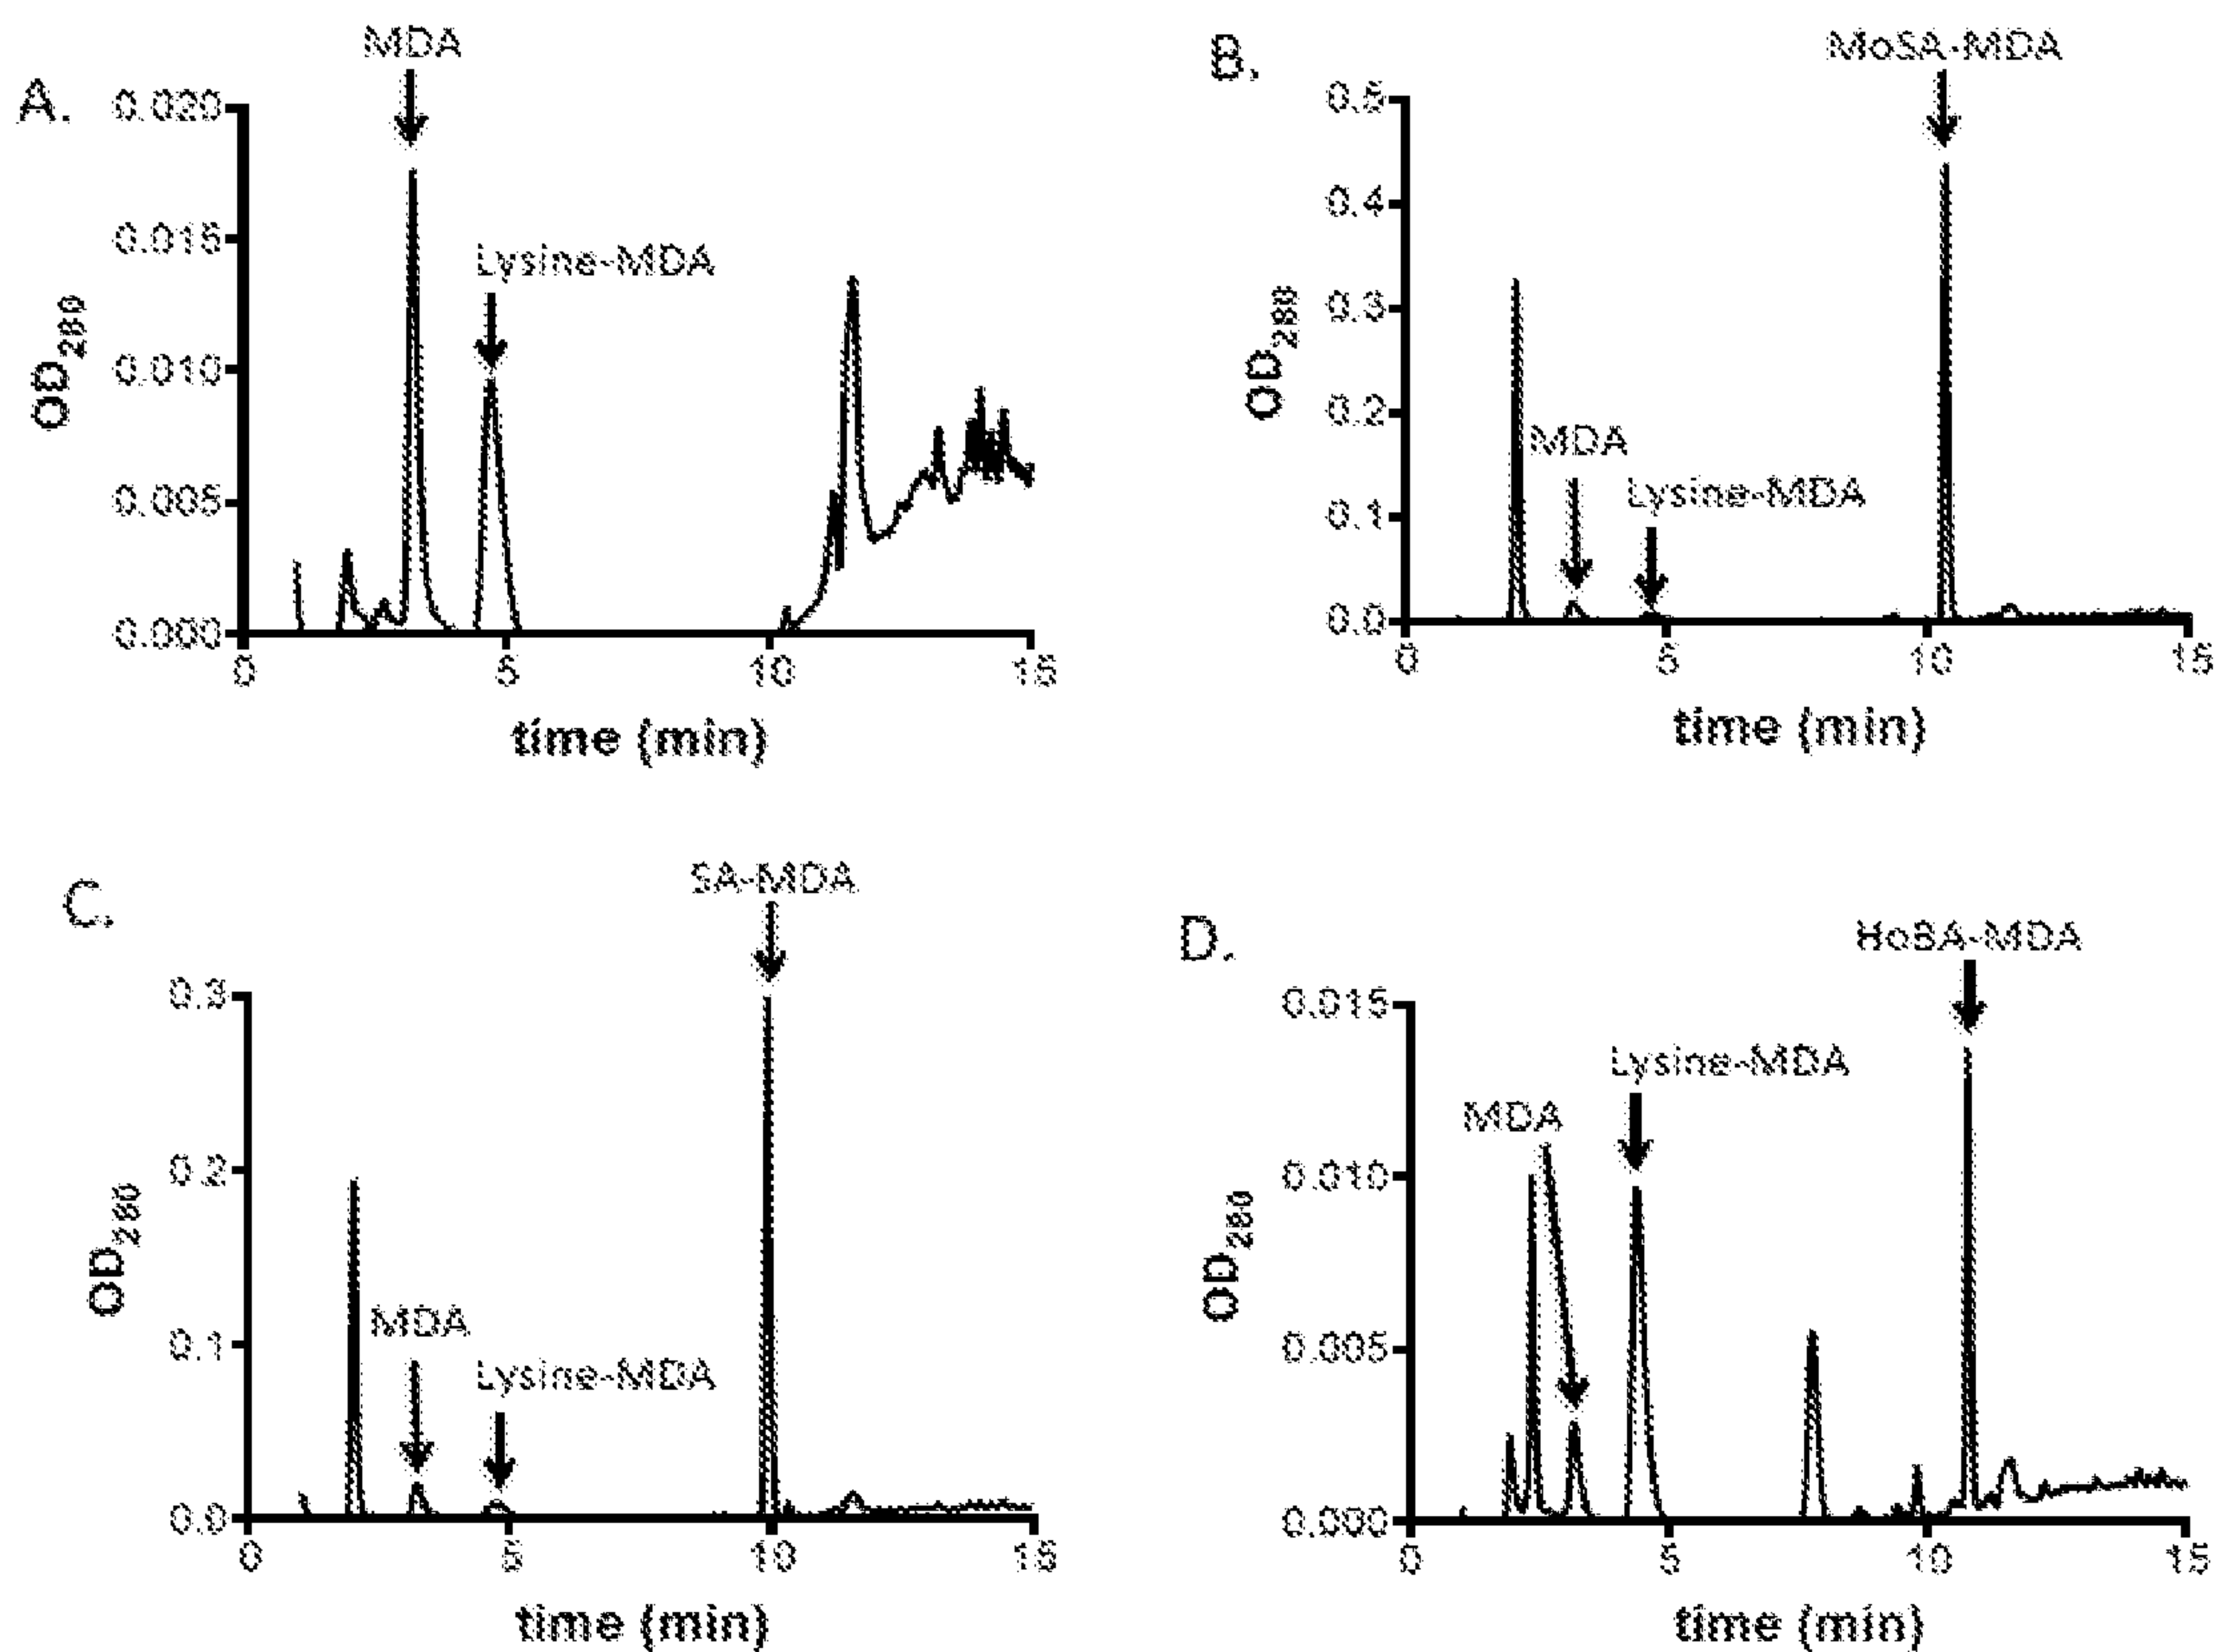 A.
MDA
Lysine-MDA
OD280
0.020
0.015
0.010
0.005
0.000
0 5 10 15
time (min)
B.
MoSA-MDA
MDA
Lysine-MDA
OD280
0.5
0.4
0.3
0.2
0.1
0.0
0 5 10 15
time (min)
C.
SA-MDA
MDA
Lysine-MDA
OD280
0.3
0.2
0.1
0.0
0 5 10 15
time (min)
D.
HoBA-MDA
Lysine-MDA
MDA
OD280
0.015
0.010
0.005
0.000
0 5 10 15
time (min)